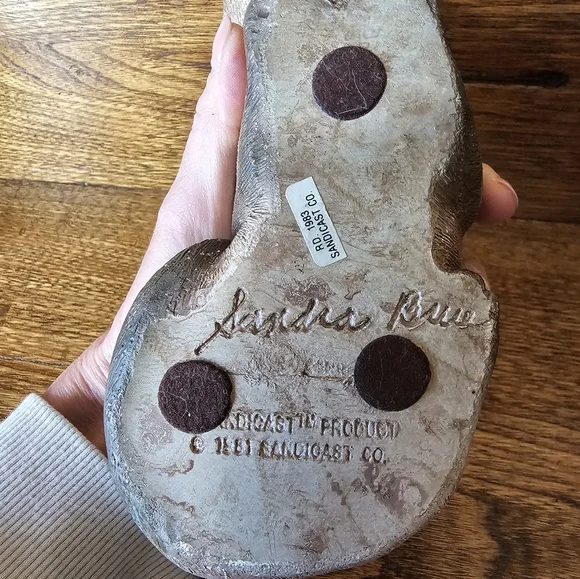 RD. 1983
SANDICAST CO.
Sandra Brue
SANDICAST™ PRODUCT
© 1981 SANDICAST CO.